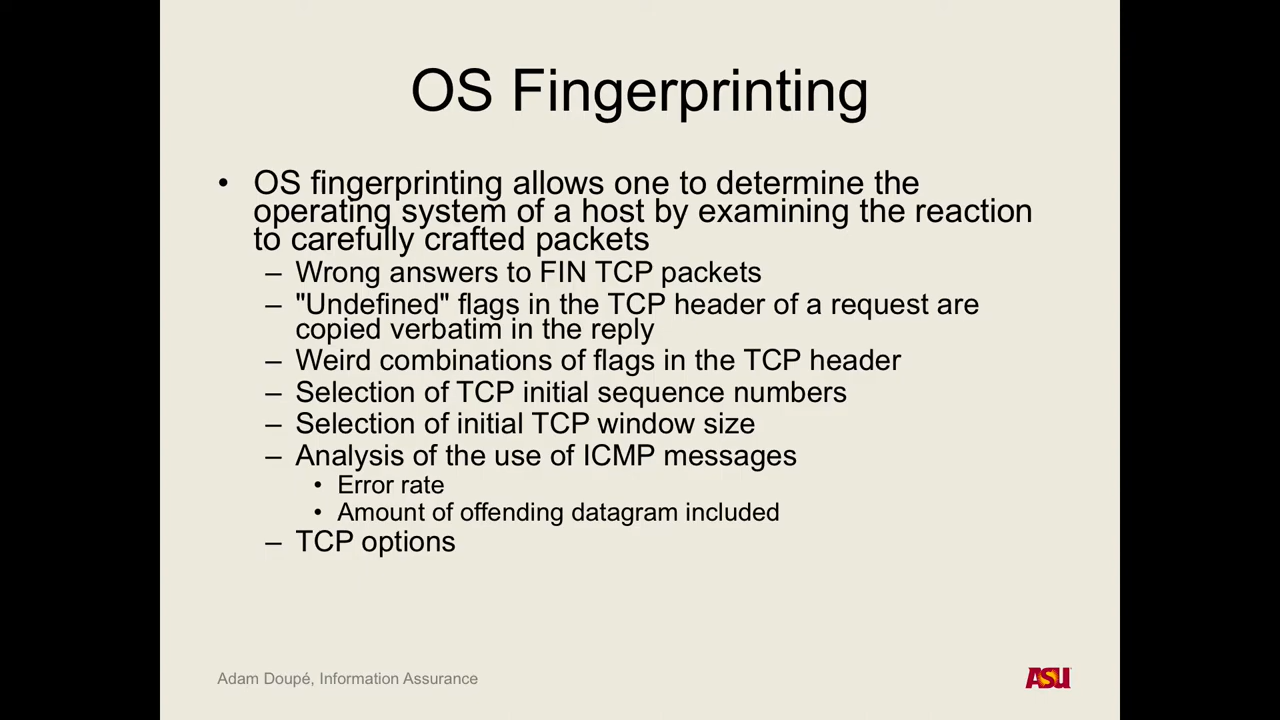 OS Fingerprinting
• OS fingerprinting allows one to determine the
operating system of a host by examining the reaction
to carefully crafted packets
– Wrong answers to FIN TCP packets
– "Undefined" flags in the TCP header of a request are
copied verbatim in the reply
– Weird combinations of flags in the TCP header
– Selection of TCP initial sequence numbers
– Selection of initial TCP window size
– Analysis of the use of ICMP messages
• Error rate
• Amount of offending datagram included
– TCP options
Adam Doupé, Information Assurance
ASU